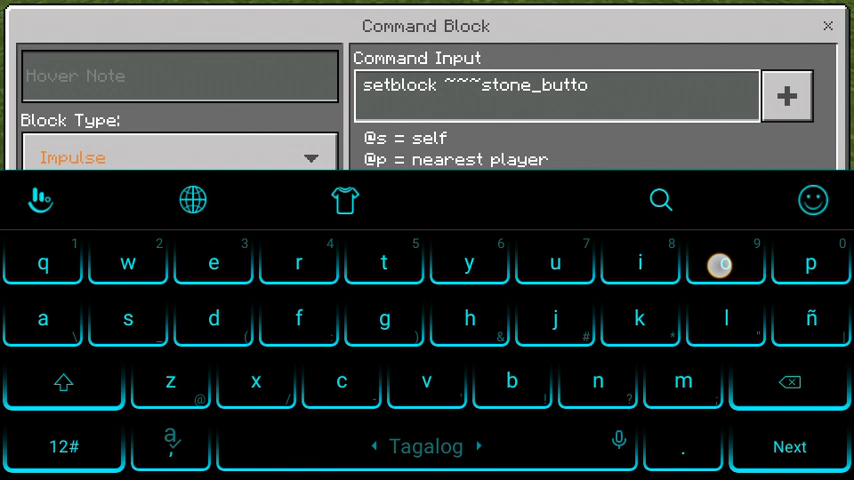 Command Block
×
Hover Note
Command Input
setblock ~~~stone_butto
+
Block Type:
@s = self
Impulse
@p = nearest player
1 2 3 4 5 6 7 8 9 0
q w e r t y u i o p
a s d f g h j k l ñ
\ _ ( ) & # * " !
z x c v b n m
@ / - ! ? ;
12# a , Tagalog . Next